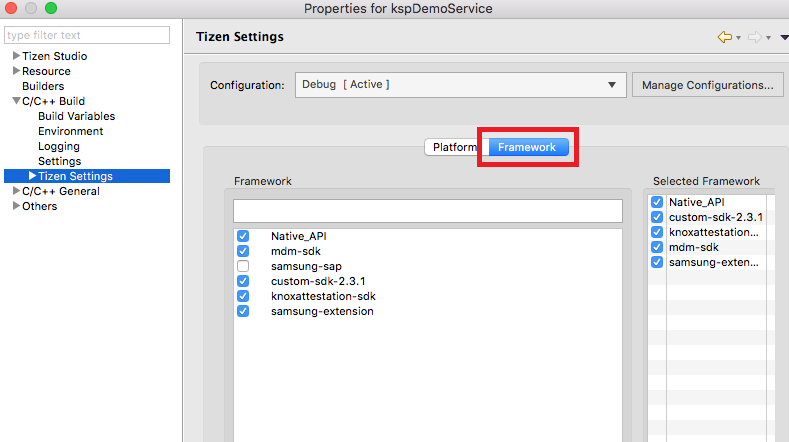 Properties for kspDemoService
type filter text
Tizen Studio
Resource
Builders
C/C++ Build
Build Variables
Environment
Logging
Settings
Tizen Settings
C/C++ General
Others
Tizen Settings
Configuration: Debug [ Active ] Manage Configurations...
Platform Framework
Framework
Native_API
mdm-sdk
samsung-sap
custom-sdk-2.3.1
knoxattestation-sdk
samsung-extension
Selected Framework
Native_API
custom-sdk-2.3.1
knoxattestation...
mdm-sdk
samsung-exten...